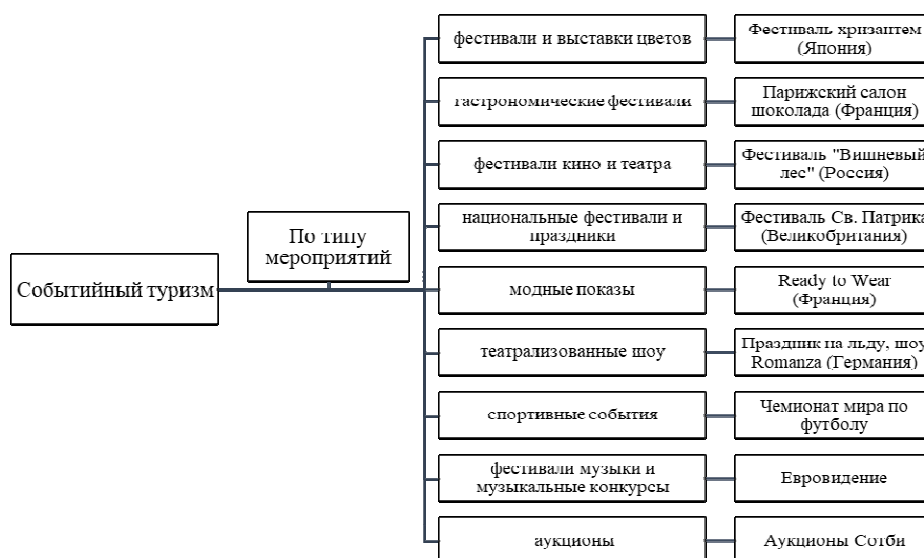 Событийный туризм
По типу
мероприятий
фестивали и выставки цветов
Фестиваль хризантем
(Япония)
гастрономические фестивали
Парижский салон
шоколада (Франция)
фестивали кино и театра
Фестиваль "Вишневый
лес" (Россия)
национальные фестивали и
праздники
Фестиваль Св. Патрика
(Великобритания)
модные показы
Ready to Wear
(Франция)
театрализованные шоу
Праздник на льду, шоу
Romanza (Германия)
спортивные события
Чемпионат мира по
футболу
фестивали музыки и
музыкальные конкурсы
Евровидение
аукционы
Аукционы Сотби